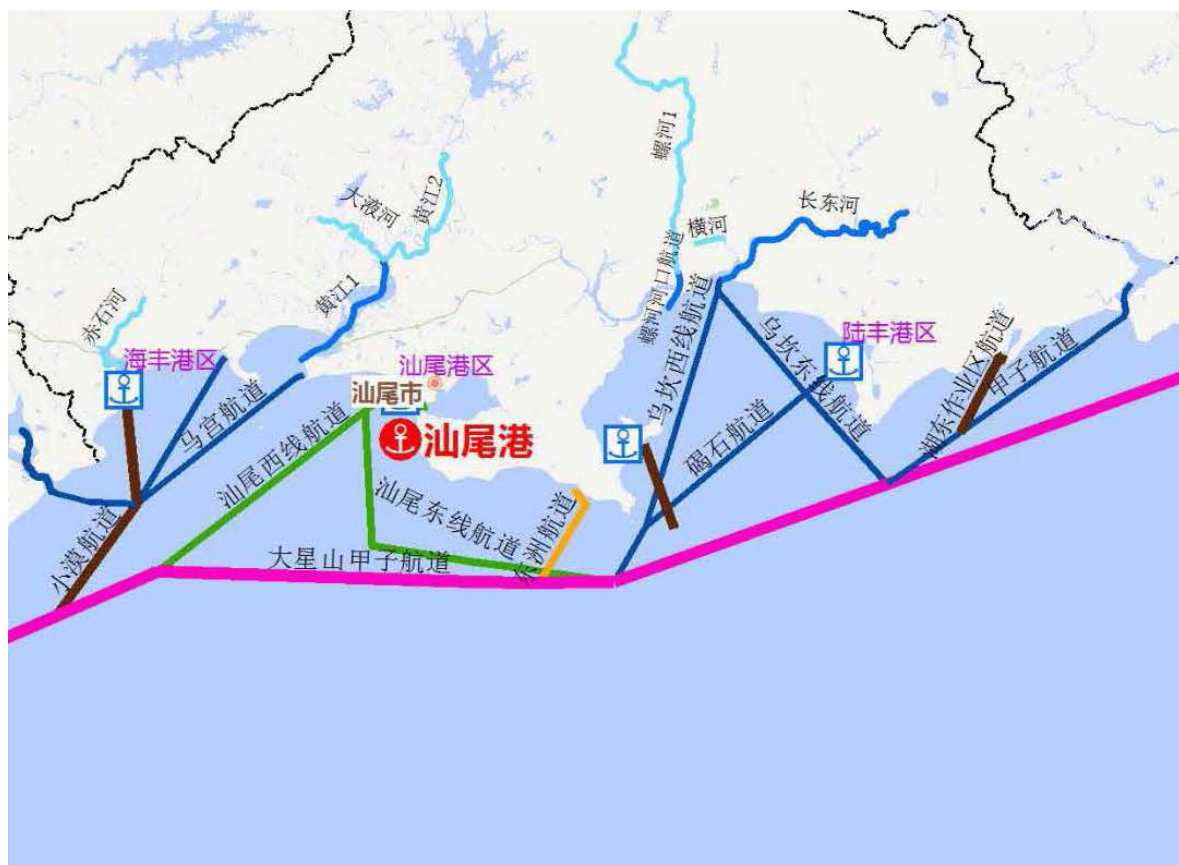 螺河1
大液河
黄江2
长东河
横河
赤石河
黄江1
螺河河口航道
海丰港区
汕尾港区
陆丰港区
汕尾市
汕尾港
马宫航道
汕尾西线航道
汕尾东线航道
乌坎西线航道
乌坎东线航道
碣石航道
湖东作业区航道
甲子航道
小漠航道
大星山甲子航道
东洲航道